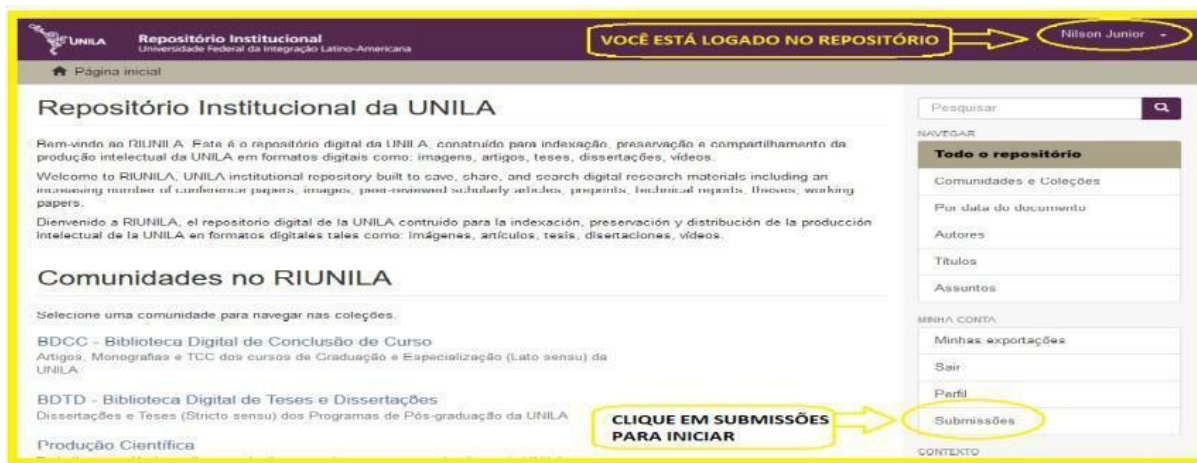 UNILA
Repositório Institucional
Universidade Federal da Integração Latino-Americana
VOCÊ ESTÁ LOGADO NO REPOSITÓRIO
Nilson Junior
Página inicial
Repositório Institucional da UNILA
Bem-vindo ao RIUNILA. Este é o repositório digital da UNILA, construído para indexação, preservação e compartilhamento da
produção intelectual da UNILA em formatos digitais como: imagens, artigos, teses, dissertações, vídeos.
Welcome to RIUNILA, UNILA institutional repository built to save, share, and search digital research materials including an
increasing number of conference papers, images, peer-reviewed scholarly articles, preprints, technical reports, theses, working
papers.
Dienvenido a RIUNILA, el repositorio digital de la UNILA contruido para la indexación, preservación y distribución de la producción
intelectual de la UNILA en formatos digitales tales como: imágenes, artículos, tesis, disertaciones, vídeos.
Comunidades no RIUNILA
Selecione uma comunidade para navegar nas coleções.
BDCC - Biblioteca Digital de Conclusão de Curso
Artigos, Monografias e TCC dos cursos de Graduação e Especialização (Lato sensu) da
UNILA
BDTD - Biblioteca Digital de Teses e Dissertações
Dissertações e Teses (Stricto sensu) dos Programas de Pós-graduação da UNILA
Produção Científica
Pesquisar
NAVEGAR
Todo o repositório
Comunidades e Coleções
Por data do documento
Autores
Títulos
Assuntos
MINHA CONTA
Minhas exportações
Sair
Perfil
CLIQUE EM SUBMISSÕES
PARA INICIAR
Submissões
CONTEXTO